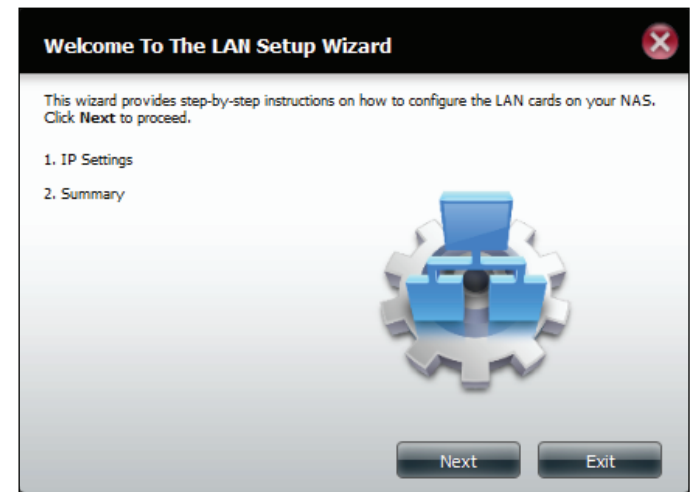 Welcome To The LAN Setup Wizard
This wizard provides step-by-step instructions on how to configure the LAN cards on your NAS.
Click Next to proceed.
1. IP Settings
2. Summary
Next
Exit